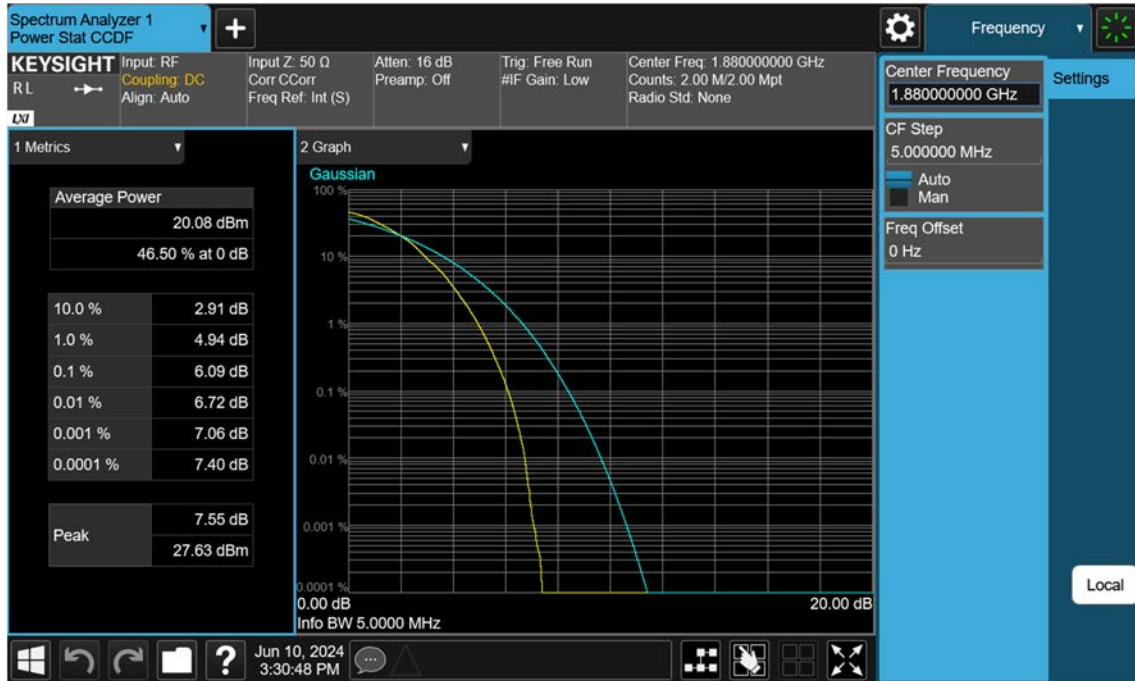 Spectrum Analyzer 1
Power Stat CCDF
Frequency
KEYSIGHT
R L
LXI
Input: RF
Coupling: DC
Align: Auto
Input Z: 50 Ω
Corr CCorr
Freq Ref: Int (S)
Atten: 16 dB
Preamp: Off
Trig: Free Run
#IF Gain: Low
Center Freq: 1.880000000 GHz
Counts: 2.00 M/2.00 Mpt
Radio Std: None
Center Frequency
1.880000000 GHz
Settings
CF Step
5.000000 MHz
Auto
Man
Freq Offset
0 Hz
1 Metrics
Average Power
20.08 dBm
46.50 % at 0 dB
10.0 % 2.91 dB
1.0 % 4.94 dB
0.1 % 6.09 dB
0.01 % 6.72 dB
0.001 % 7.06 dB
0.0001 % 7.40 dB
Peak
7.55 dB
27.63 dBm
2 Graph
Gaussian
100 %
10 %
1 %
0.1 %
0.01 %
0.001 %
0.0001 %
0.00 dB 20.00 dB
Info BW 5.0000 MHz
Local
?
Jun 10, 2024
3:30:48 PM